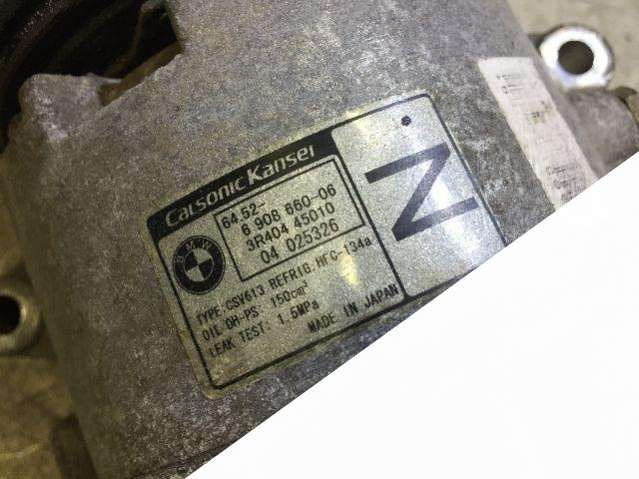 Calsonic Kansei
N
64.52-
6 908 660-06
3R404 45010
04 025326
BMW
TYPE:CSV613 REFRIG.HFC-134a
OIL OH-PS: 150cm³
LEAK TEST: 1.5MPa
MADE IN JAPAN